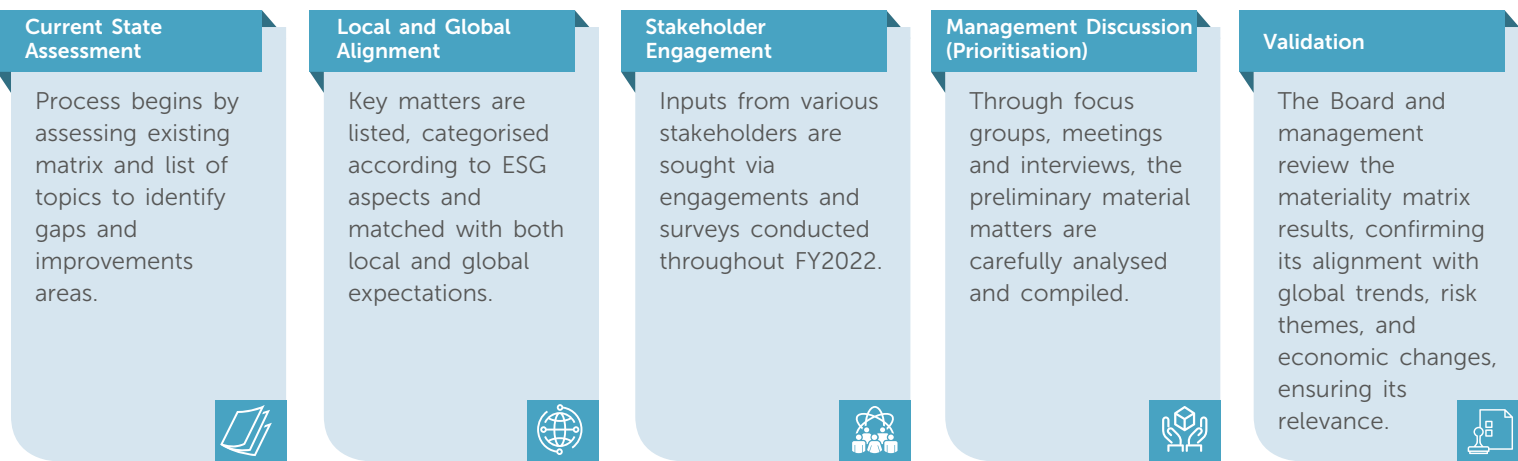 Current State
Assessment
Process begins by
assessing existing
matrix and list of
topics to identify
gaps and
improvements
areas.
Local and Global
Alignment
Key matters are
listed, categorised
according to ESG
aspects and
matched with both
local and global
expectations.
Stakeholder
Engagement
Inputs from various
stakeholders are
sought via
engagements and
surveys conducted
throughout FY2022.
Management Discussion
(Prioritisation)
Through focus
groups, meetings
and interviews, the
preliminary material
matters are
carefully analysed
and compiled.
Validation
The Board and
management
review the
materiality matrix
results, confirming
its alignment with
global trends, risk
themes, and
economic changes,
ensuring its
relevance.